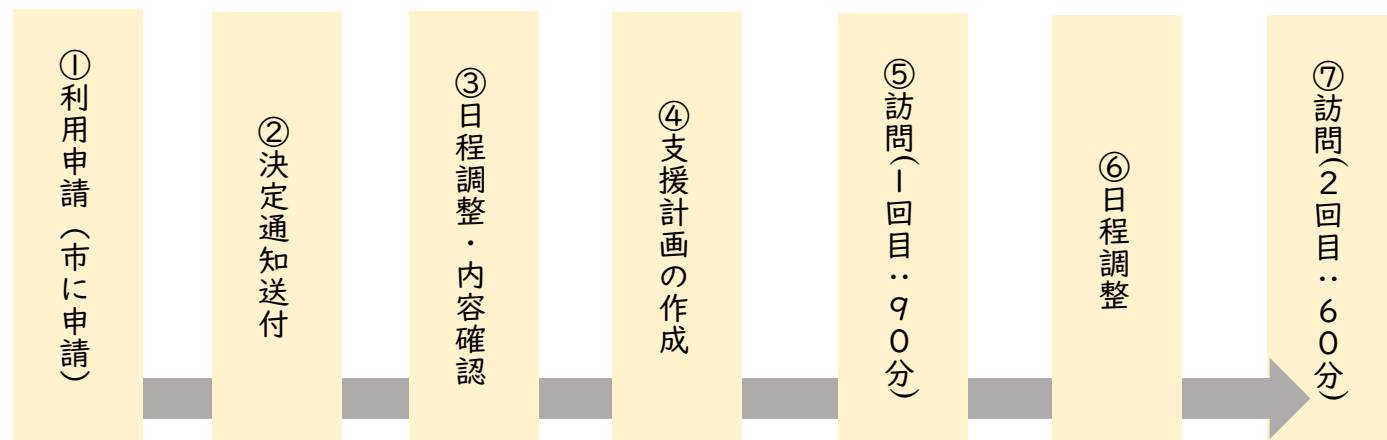 ①利用申請（市に申請）
②決定通知送付
③日程調整・内容確認
④支援計画の作成
⑤訪問（１回目：９０分）
⑥日程調整
⑦訪問（２回目：６０分）